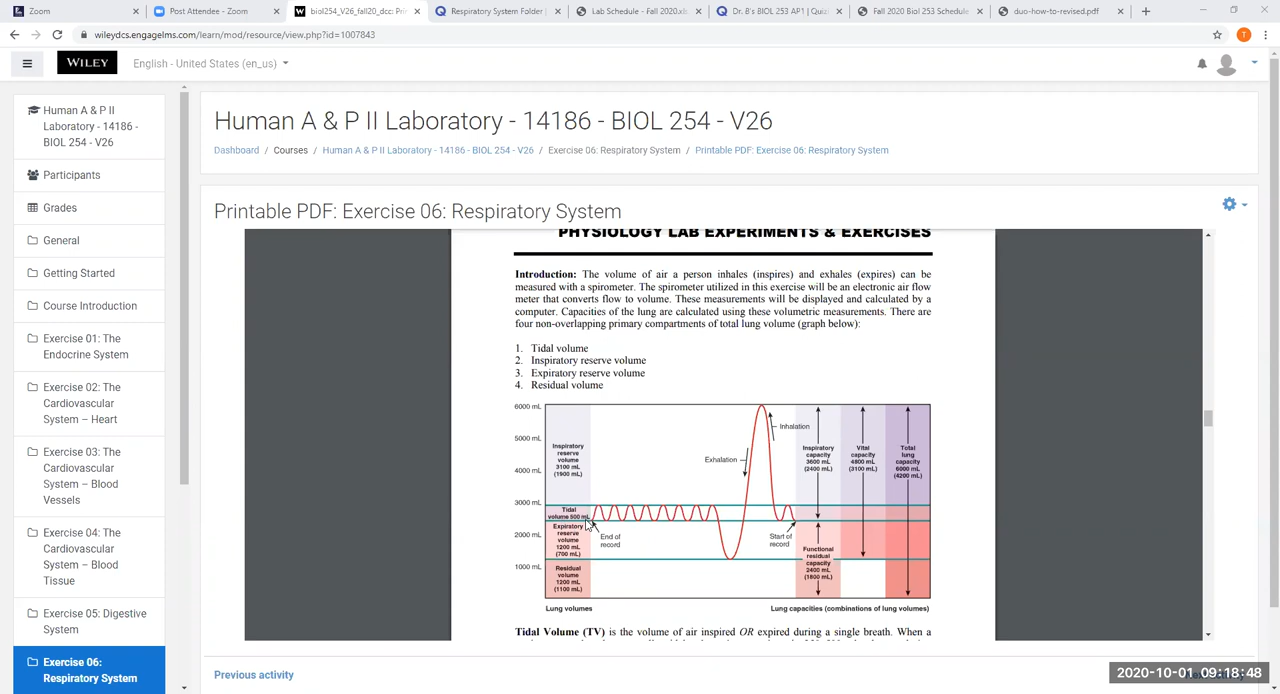 Zoom
Post Attendee - Zoom
biol254_V26_fall20_dcc: Prin
Respiratory System Folder |
Lab Schedule - Fall 2020.xls
Dr. B's BIOL 253 AP1 | Quiz
Fall 2020 Biol 253 Schedule
duo-how-to-revised.pdf
wileydcs.engagelms.com/learn/mod/resource/view.php?id=1007843
T
WILEY
English - United States (en_us)
Human A & P II
Laboratory - 14186 -
BIOL 254 - V26
Participants
Grades
General
Getting Started
Course Introduction
Exercise 01: The
Endocrine System
Exercise 02: The
Cardiovascular
System – Heart
Exercise 03: The
Cardiovascular
System – Blood
Vessels
Exercise 04: The
Cardiovascular
System – Blood
Tissue
Exercise 05: Digestive
System
Exercise 06:
Respiratory System
Human A & P II Laboratory - 14186 - BIOL 254 - V26
Dashboard / Courses / Human A & P II Laboratory - 14186 - BIOL 254 - V26 / Exercise 06: Respiratory System / Printable PDF: Exercise 06: Respiratory System
Printable PDF: Exercise 06: Respiratory System
PHYSIOLOGY LAB EXPERIMENTS & EXERCISES
Introduction: The volume of air a person inhales (inspires) and exhales (expires) can be
measured with a spirometer. The spirometer utilized in this exercise will be an electronic air flow
meter that converts flow to volume. These measurements will be displayed and calculated by a
computer. Capacities of the lung are calculated using these volumetric measurements. There are
four non-overlapping primary compartments of total lung volume (graph below):
1. Tidal volume
2. Inspiratory reserve volume
3. Expiratory reserve volume
4. Residual volume
6000 mL
5000 mL
4000 mL
3000 mL
2000 mL
1000 mL
Inspiratory
reserve
volume
3100 mL
(1900 mL)
Tidal
volume 500 mL
Expiratory
reserve
volume
1200 mL
(700 mL)
Residual
volume
1200 mL
(1100 mL)
End of
record
Exhalation
Inhalation
Start of
record
Inspiratory
capacity
3600 mL
(2400 mL)
Functional
residual
capacity
2400 mL
(1800 mL)
Vital
capacity
4800 mL
(3100 mL)
Total
lung
capacity
6000 mL
(4200 mL)
Lung volumes
Lung capacities (combinations of lung volumes)
Tidal Volume (TV) is the volume of air inspired OR expired during a single breath. When a
Previous activity
2020-10-01 09:18:48